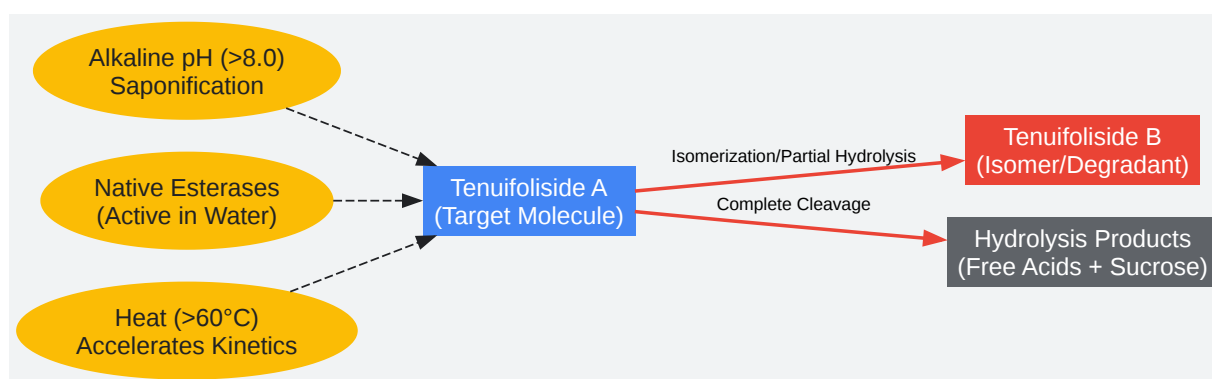 Alkaline pH (>8.0)
Saponification
Native Esterases
(Active in Water)
Heat (>60°C)
Accelerates Kinetics
Tenuifoliside A
(Target Molecule)
Isomerization/Partial Hydrolysis
Complete Cleavage
Tenuifoliside B
(Isomer/Degradant)
Hydrolysis Products
(Free Acids + Sucrose)